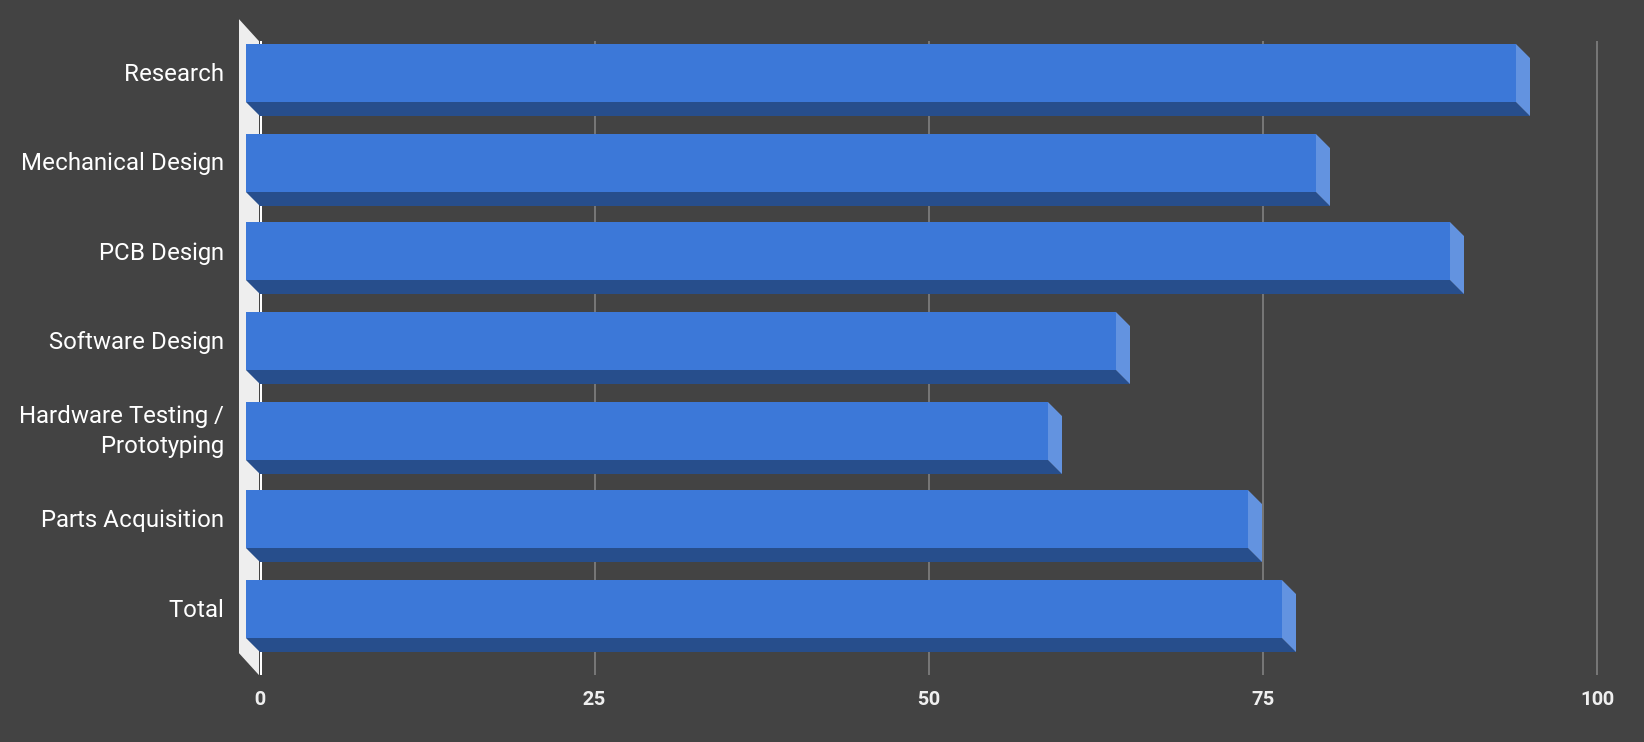 Research
Mechanical Design
PCB Design
Software Design
Hardware Testing /
Prototyping
Parts Acquisition
Total
0 25 50 75 100